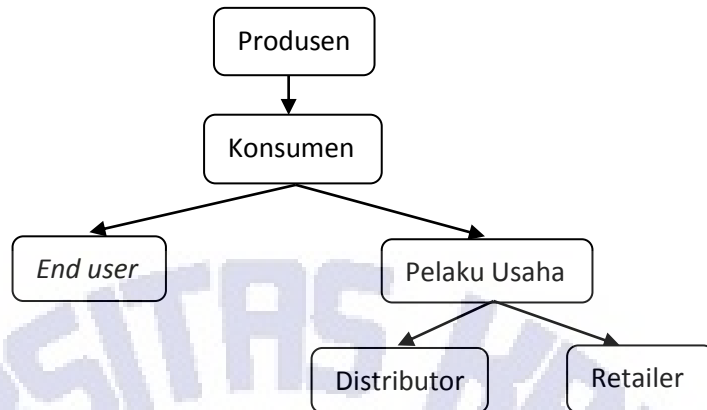 Produsen
Konsumen
End user
Pelaku Usaha
Distributor
Retailer